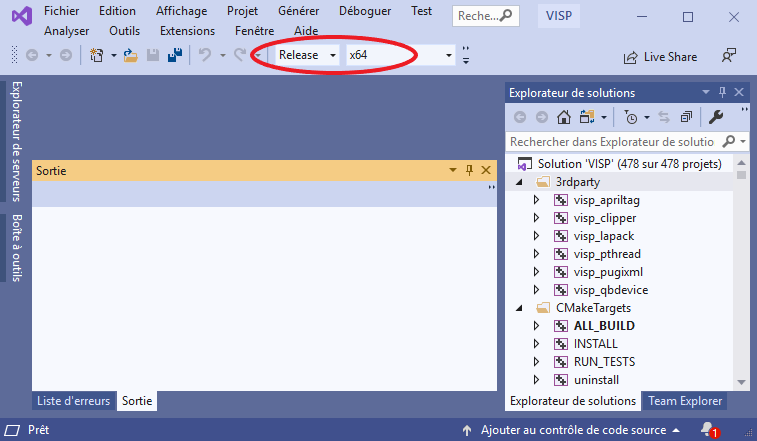 Fichier Edition Affichage Projet Générer Déboguer Test Reche... VISP
Analyser Outils Extensions Fenêtre Aide
Release x64 Live Share
Explorateur de serveurs
Boîte à outils
Sortie
Liste d'erreurs Sortie
Explorateur de solutions
Rechercher dans Explorateur de solutio
Solution 'VISP' (478 sur 478 projets)
3rdparty
visp_apriltag
visp_clipper
visp_lapack
visp_pthread
visp_pugixml
visp_qbdevice
CMakeTargets
ALL_BUILD
INSTALL
RUN_TESTS
uninstall
Explorateur de solutions Team Explorer
Prêt Ajouter au contrôle de code source 1